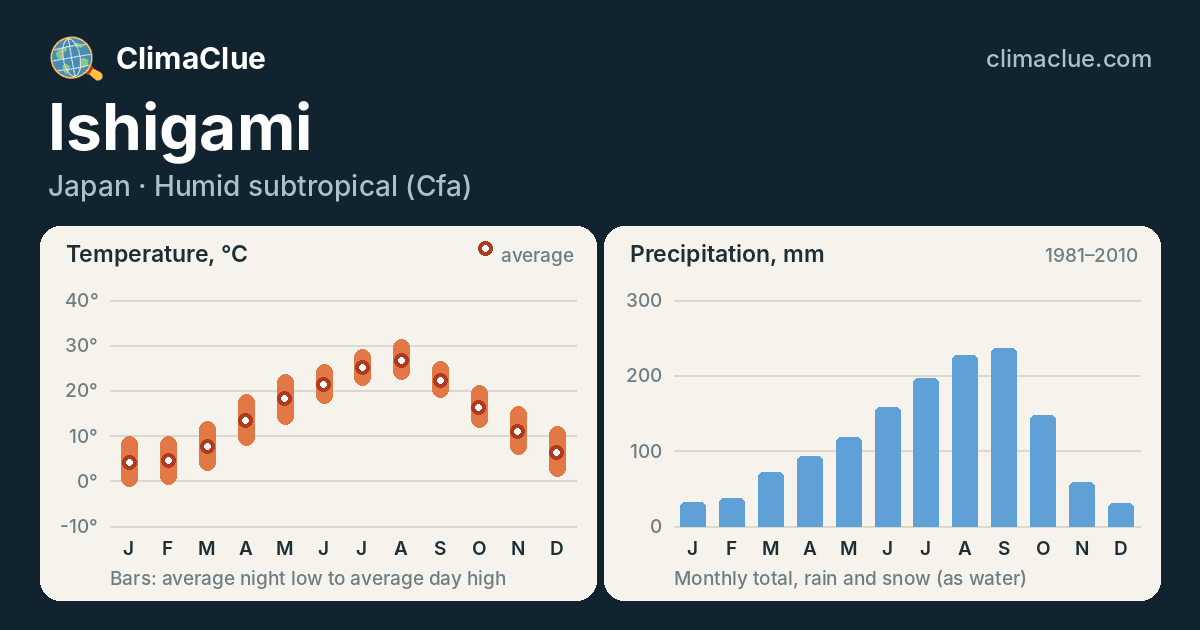 ClimaClue
climaclue.com
Ishigami
Japan · Humid subtropical (Cfa)
Temperature, °C
average
40°
30°
20°
10°
0°
-10°
J F M A M J J A S O N D
Bars: average night low to average day high
Precipitation, mm
1981–2010
300
200
100
0
J F M A M J J A S O N D
Monthly total, rain and snow (as water)